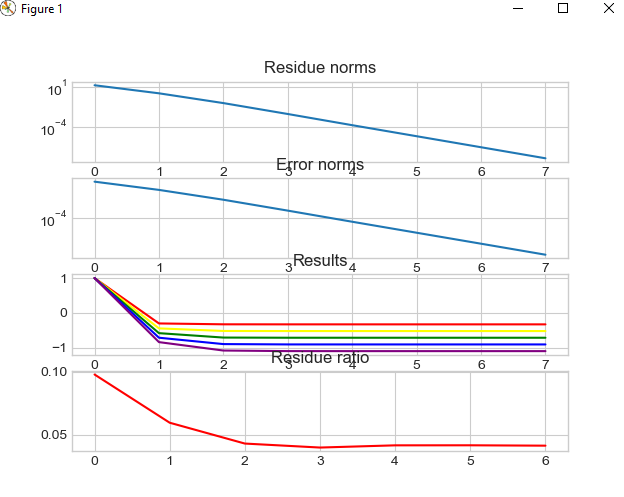 Figure 1
Residue norms
10^1
10^-4
0 1 2 3 4 5 6 7
Error norms
10^-4
0 1 2 3 4 5 6 7
Results
1
0
−1
0 1 2 3 4 5 6 7
Residue ratio
0.10
0.05
0 1 2 3 4 5 6